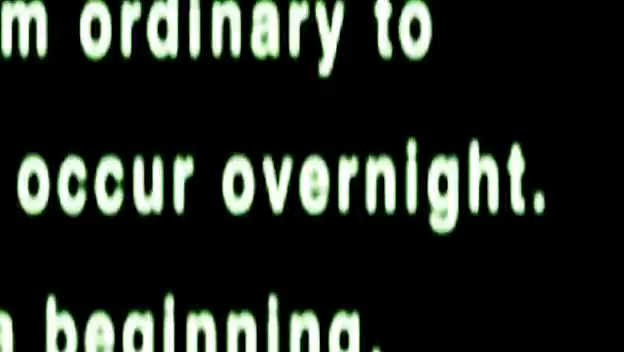 m ordinary to
occur overnight.
a beginning.